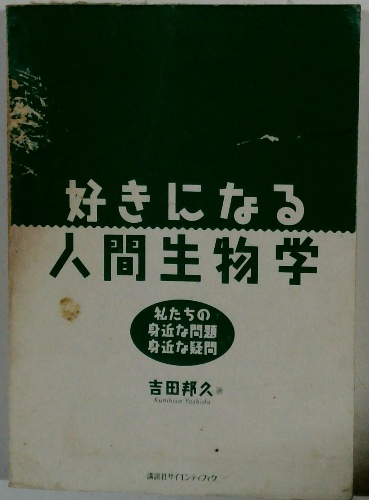 好きになる
人間生物学
私たちの
身近な問題
身近な疑問
吉田邦久 著
Kunihisa Yoshida
講談社サイエンティフィク